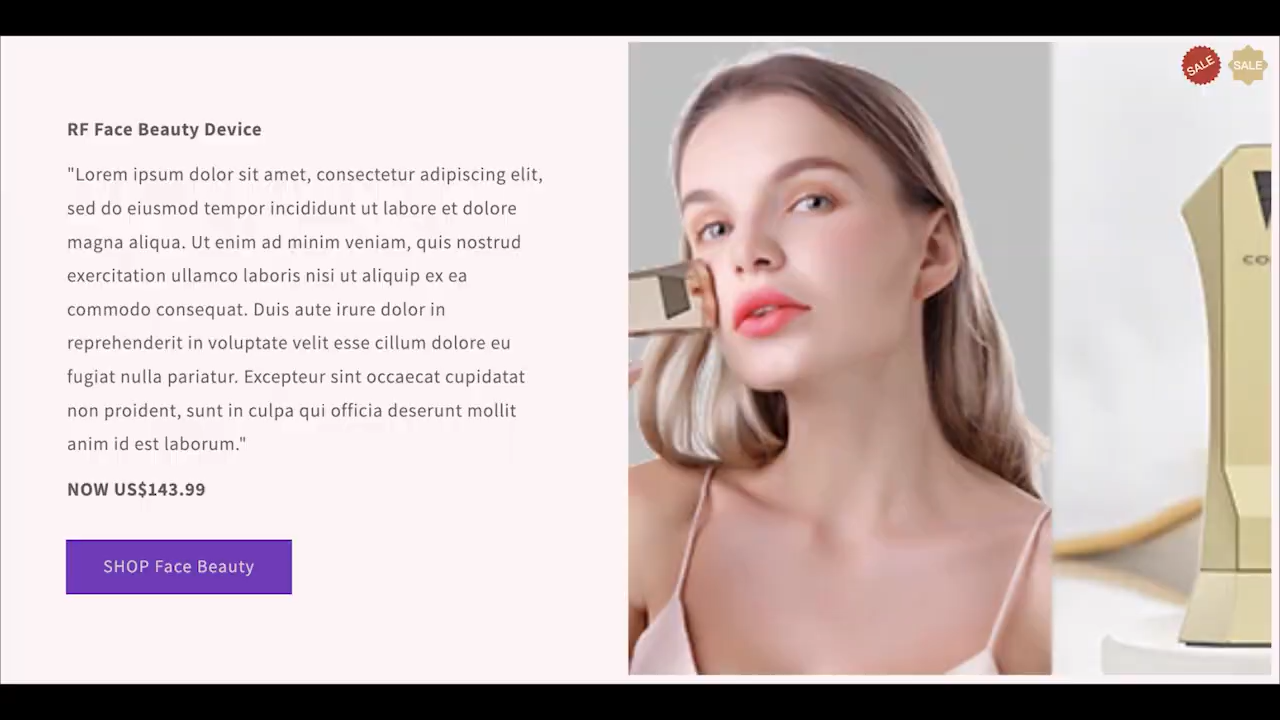 SALE SALE
RF Face Beauty Device
"Lorem ipsum dolor sit amet, consectetur adipiscing elit,
sed do eiusmod tempor incididunt ut labore et dolore
magna aliqua. Ut enim ad minim veniam, quis nostrud
exercitation ullamco laboris nisi ut aliquip ex ea
commodo consequat. Duis aute irure dolor in
reprehenderit in voluptate velit esse cillum dolore eu
fugiat nulla pariatur. Excepteur sint occaecat cupidatat
non proident, sunt in culpa qui officia deserunt mollit
anim id est laborum."
NOW US$143.99
SHOP Face Beauty